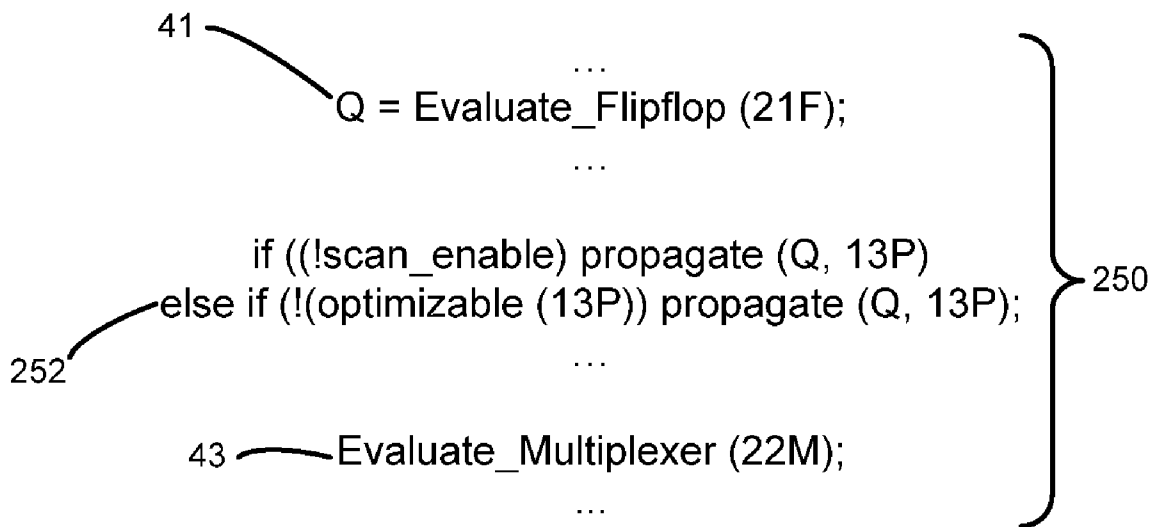 41
...
Q = Evaluate_Flipflop (21F);
...
if ((!scan_enable) propagate (Q, 13P)
else if (!(optimizable (13P)) propagate (Q, 13P);
250
252
...
43
Evaluate_Multiplexer (22M);
...